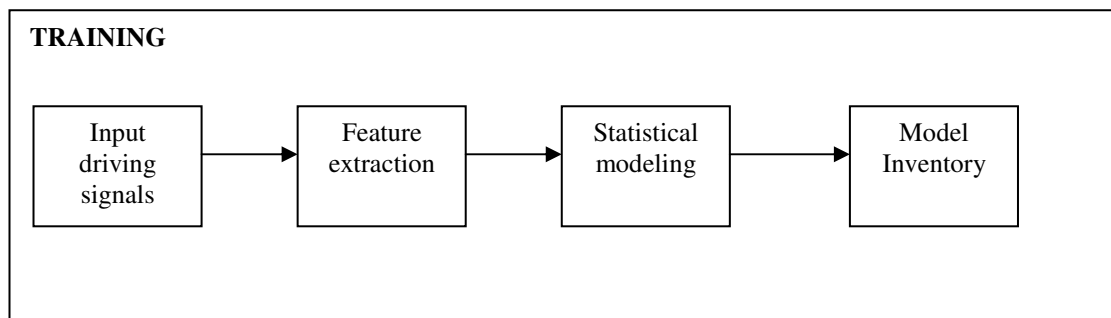 TRAINING
Input
driving
signals
Feature
extraction
Statistical
modeling
Model
Inventory